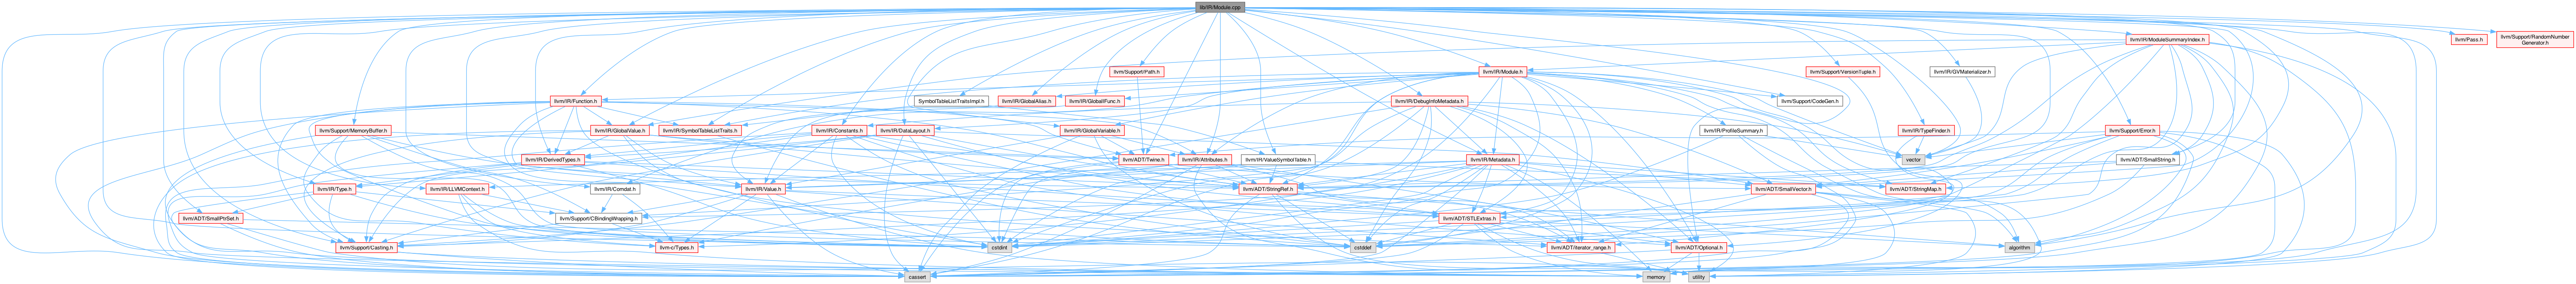 lib/IR/Module.cpp
llvm/IR/ModuleSummaryIndex.h
llvm/Pass.h
llvm/Support/RandomNumber
Generator.h
llvm/Support/Path.h
llvm/IR/Module.h
llvm/Support/VersionTuple.h
llvm/IR/GVMaterializer.h
llvm/IR/Function.h
SymbolTableListTraitsImpl.h
llvm/IR/GlobalAlias.h
llvm/IR/GlobalIFunc.h
llvm/IR/DebugInfoMetadata.h
llvm/Support/CodeGen.h
llvm/Support/MemoryBuffer.h
llvm/IR/GlobalValue.h
llvm/IR/SymbolTableListTraits.h
llvm/IR/Constants.h
llvm/IR/DataLayout.h
llvm/IR/GlobalVariable.h
llvm/IR/ProfileSummary.h
llvm/IR/TypeFinder.h
llvm/Support/Error.h
llvm/IR/DerivedTypes.h
llvm/ADT/Twine.h
llvm/IR/Attributes.h
llvm/IR/ValueSymbolTable.h
llvm/IR/Metadata.h
vector
llvm/ADT/SmallString.h
llvm/IR/Type.h
llvm/IR/LLVMContext.h
llvm/IR/Comdat.h
llvm/IR/Value.h
llvm/ADT/StringRef.h
llvm/ADT/SmallVector.h
llvm/ADT/StringMap.h
llvm/ADT/SmallPtrSet.h
llvm/Support/CBindingWrapping.h
llvm/ADT/STLExtras.h
llvm/Support/Casting.h
llvm-c/Types.h
cstdint
cstddef
llvm/ADT/iterator_range.h
llvm/ADT/Optional.h
algorithm
cassert
memory
utility